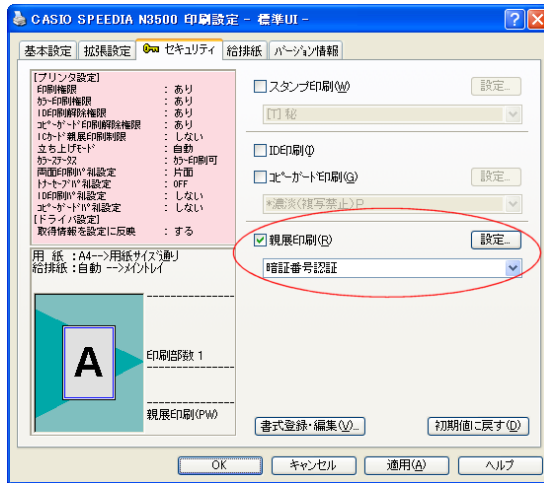 CASIO SPEEDIA N3500 印刷設定 - 標準UI -
基本設定 拡張設定 セキュリティ 給排紙 バージョン情報
[プリンタ設定]
印刷権限 : あり
カラー印刷権限 : あり
ID印刷解除権限 : あり
コピーガード印刷解除権限 : あり
ICカード親展印刷制限 : しない
立ち上げモード : 自動
カラーステータス : カラー印刷可
両面印刷パネル設定 : 片面
トナーセーブパネル設定 : OFF
ID印刷パネル設定 : しない
コピーガードパネル設定 : しない
[ドライバ設定]
取得情報を設定に反映 : する
用 紙 : A4-->用紙サイズ通り
給排紙 : 自動 -->メイントレイ
A
印刷部数 1
親展印刷(PW)
スタンプ印刷(W) 設定...
[T] 秘
ID印刷(I)
コピーガード印刷(G) 設定...
*濃淡(複写禁止)P
親展印刷(R) 設定...
暗証番号認証
書式登録・編集(V)... 初期値に戻す(D)
OK キャンセル 適用(A) ヘルプ